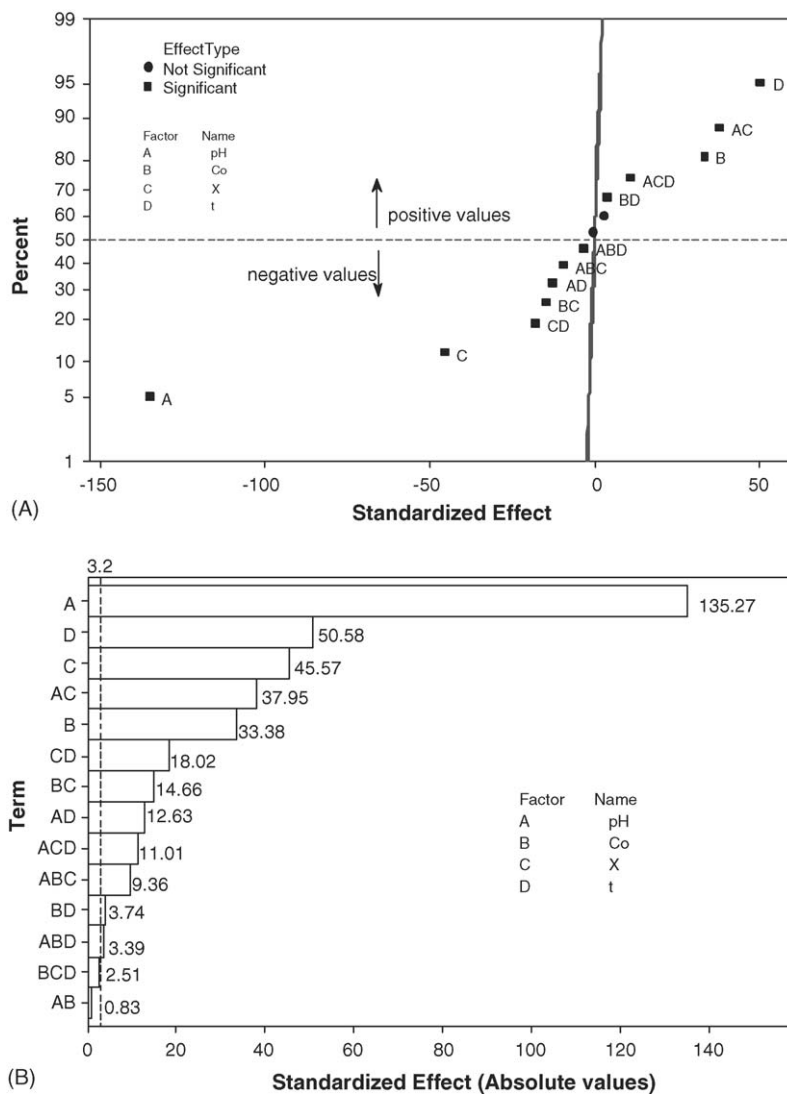 99
95
90
80
70
60
50
40
30
20
10
5
1
Percent
EffectType
Not Significant
Significant
Factor Name
A pH
B Co
C X
D t
positive values
negative values
D
AC
B
ACD
BD
ABD
ABC
AD
BC
CD
C
A
-150 -100 -50 0 50
(A)
Standardized Effect
3.2
A 135.27
D 50.58
C 45.57
AC 37.95
B 33.38
CD 18.02
BC 14.66
AD 12.63
ACD 11.01
ABC 9.36
BD 3.74
ABD 3.39
BCD 2.51
AB 0.83
Term
Factor Name
A pH
B Co
C X
D t
0 20 40 60 80 100 120 140
(B)
Standardized Effect (Absolute values)